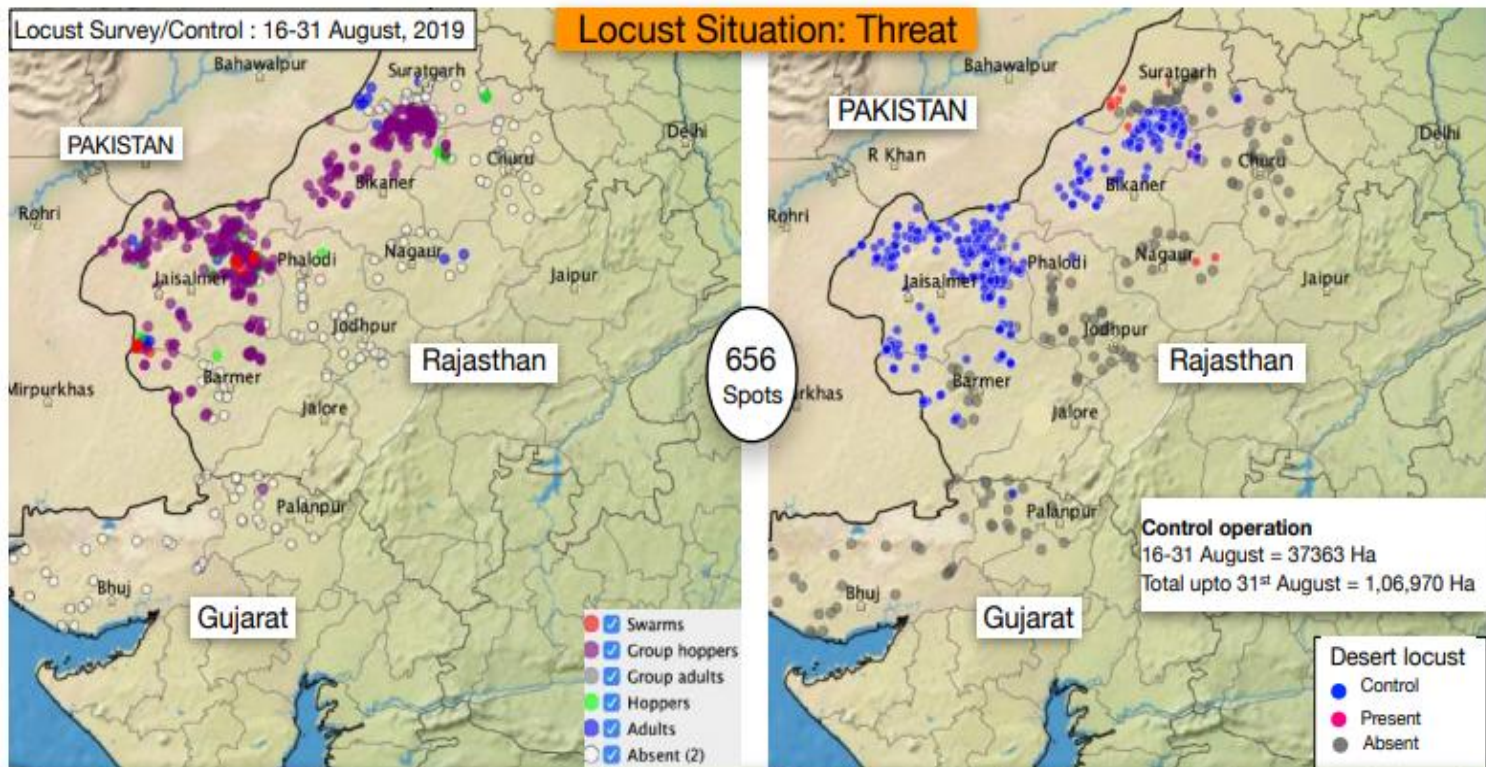 Locust Survey/Control : 16-31 August, 2019
Locust Situation: Threat
Bahawalpur
Suratgarh
PAKISTAN
Delhi
Churu
Bikaner
Rohri
Phalodi
Nagaur
Jaisalmer
Jaipur
Jodhpur
Rajasthan
Barmer
Mirpurkhas
Jalore
Palanpur
Bhuj
Gujarat
Swarms
Group hoppers
Group adults
Hoppers
Adults
Absent (2)
656
Spots
Bahawalpur
Suratgarh
PAKISTAN
Delhi
R Khan
Churu
Bikaner
Rohri
Phalodi
Nagaur
Jaisalmer
Jaipur
Jodhpur
Rajasthan
Barmer
rkhas
Jalore
Palanpur
Control operation
16-31 August = 37363 Ha
Total upto 31st August = 1,06,970 Ha
Bhuj
Gujarat
Desert locust
Control
Present
Absent